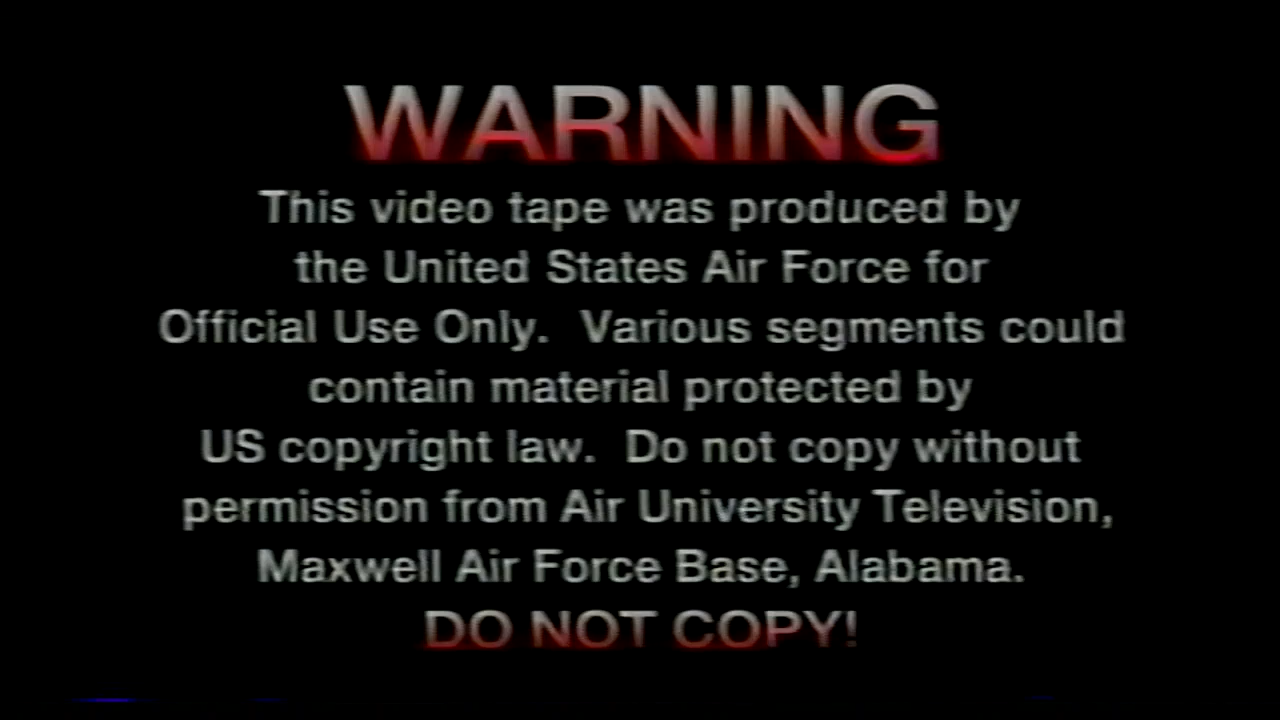 WARNING
This video tape was produced by
the United States Air Force for
Official Use Only.  Various segments could
contain material protected by
US copyright law.  Do not copy without
permission from Air University Television,
Maxwell Air Force Base, Alabama.
DO NOT COPY!